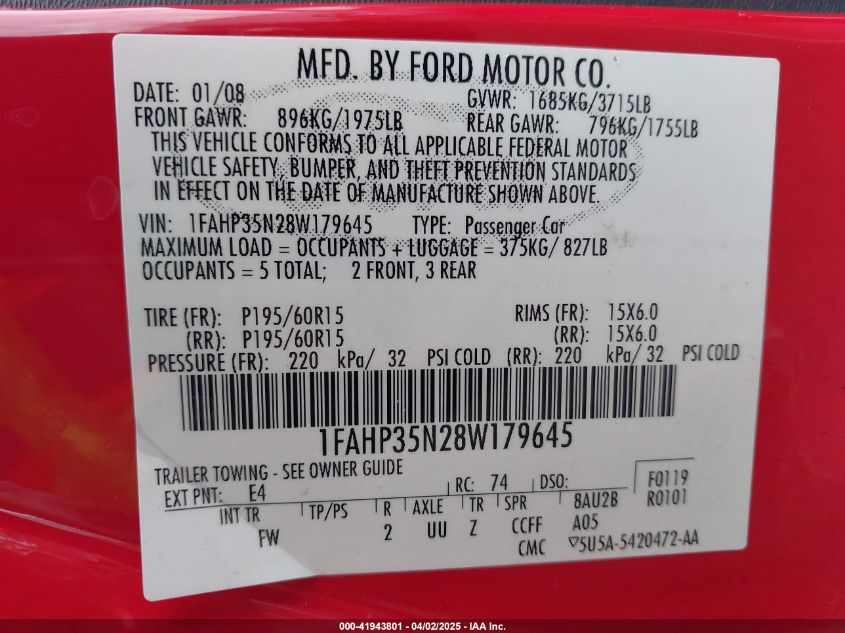 MFD. BY FORD MOTOR CO.
DATE: 01/08 GVWR: 1685KG/3715LB
FRONT GAWR: 896KG/1975LB REAR GAWR: 796KG/1755LB
THIS VEHICLE CONFORMS TO ALL APPLICABLE FEDERAL MOTOR
VEHICLE SAFETY, BUMPER, AND THEFT PREVENTION STANDARDS
IN EFFECT ON THE DATE OF MANUFACTURE SHOWN ABOVE.
VIN: 1FAHP35N28W179645 TYPE: Passenger Car
MAXIMUM LOAD = OCCUPANTS + LUGGAGE = 375KG/ 827LB
OCCUPANTS = 5 TOTAL; 2 FRONT, 3 REAR
TIRE (FR): P195/60R15 RIMS (FR): 15X6.0
(RR): P195/60R15 (RR): 15X6.0
PRESSURE (FR): 220 kPa/ 32 PSI COLD (RR): 220 kPa/ 32 PSI COLD
1FAHP35N28W179645
TRAILER TOWING - SEE OWNER GUIDE
EXT PNT: E4 RC: 74 DSO: F0119
INT TR TP/PS R AXLE TR SPR 8AU2B R0101
FW 2 UU Z CCFF A05
CMC ▽5U5A-5420472-AA
000-41943801 - 04/02/2025 - IAA Inc.